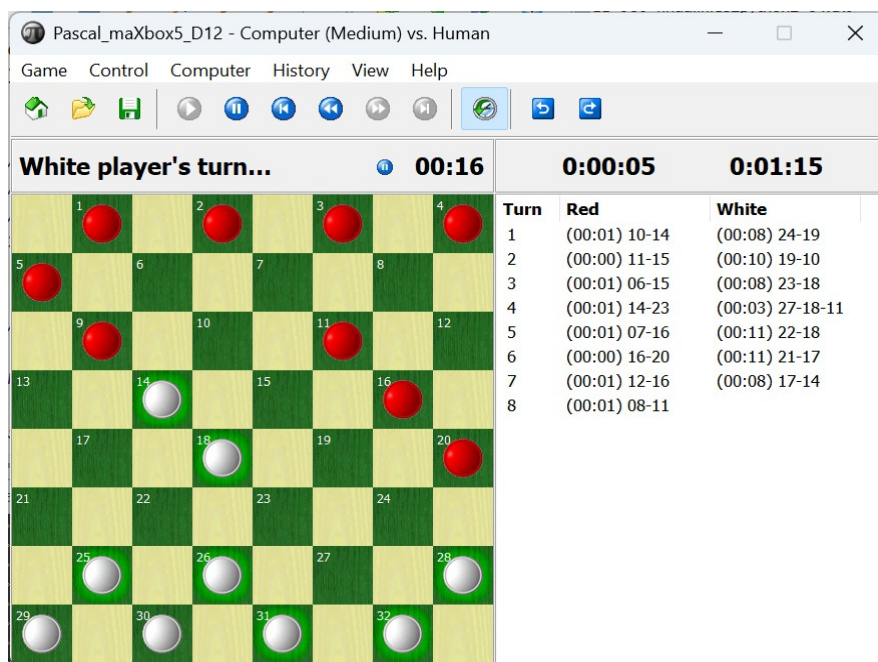 Pascal_maXbox5_D12 - Computer (Medium) vs. Human
Game Control Computer History View Help
White player's turn... 00:16 0:00:05 0:01:15
Turn Red White
1 (00:01) 10-14 (00:08) 24-19
2 (00:00) 11-15 (00:10) 19-10
3 (00:01) 06-15 (00:08) 23-18
4 (00:01) 14-23 (00:03) 27-18-11
5 (00:01) 07-16 (00:11) 22-18
6 (00:00) 16-20 (00:11) 21-17
7 (00:01) 12-16 (00:08) 17-14
8 (00:01) 08-11
1 2 3 4
5 6 7 8
9 10 11 12
13 14 15 16
17 18 19 20
21 22 23 24
25 26 27 28
29 30 31 32